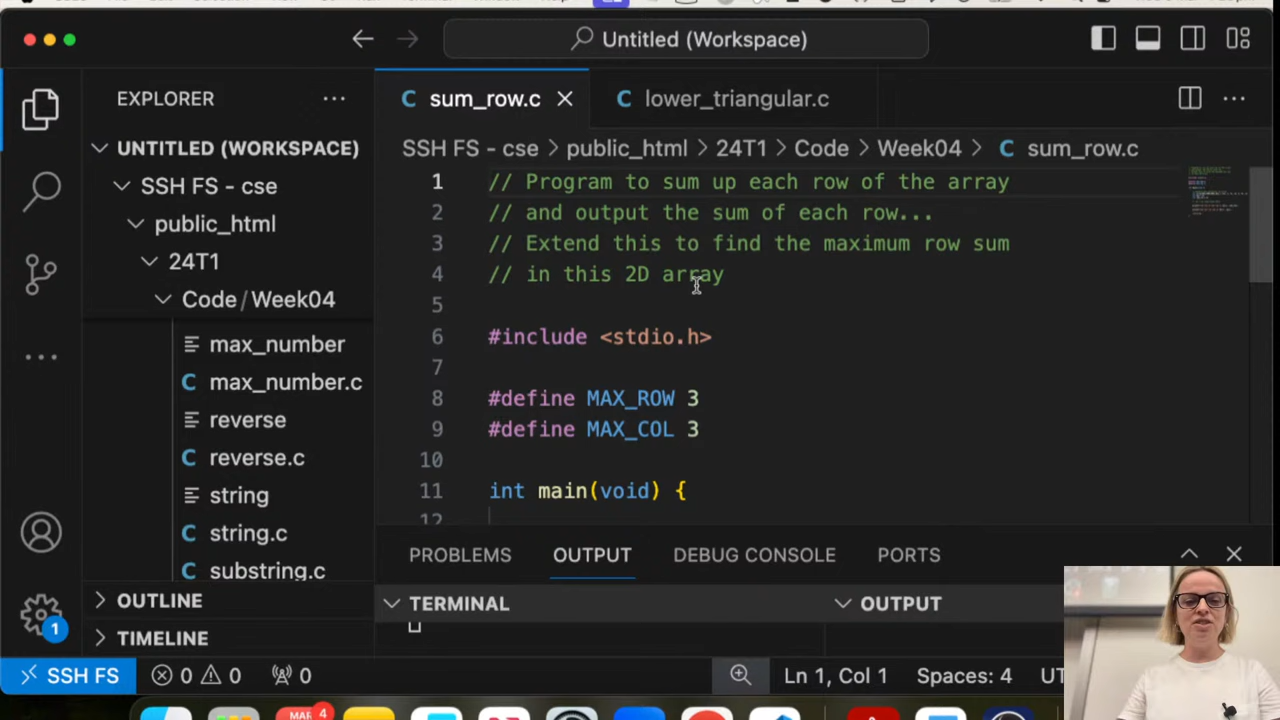 Untitled (Workspace)
EXPLORER
sum_row.c
lower_triangular.c
UNTITLED (WORKSPACE)
SSH FS - cse > public_html > 24T1 > Code > Week04 > C sum_row.c
SSH FS - cse
public_html
24T1
Code/Week04
max_number
C max_number.c
reverse
C reverse.c
string
C string.c
C substring.c
OUTLINE
TIMELINE
1 // Program to sum up each row of the array
2 // and output the sum of each row...
3 // Extend this to find the maximum row sum
4 // in this 2D array
5
6 #include <stdio.h>
7
8 #define MAX_ROW 3
9 #define MAX_COL 3
10
11 int main(void) {
12
PROBLEMS OUTPUT DEBUG CONSOLE PORTS
TERMINAL
OUTPUT
1
SSH FS
0 0 0
Ln 1, Col 1
Spaces: 4
MAR
4